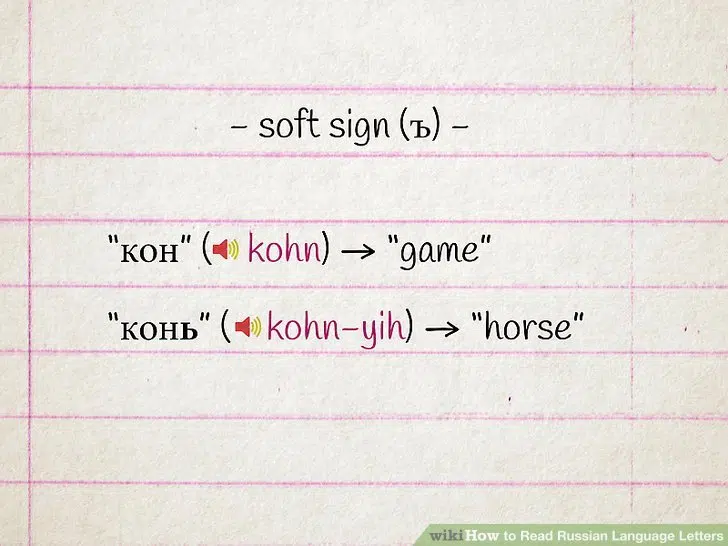 - soft sign (ъ) -
"кон" (kohn) → "game"
"конь" (kohn-yih) → "horse"
wikiHow to Read Russian Language Letters